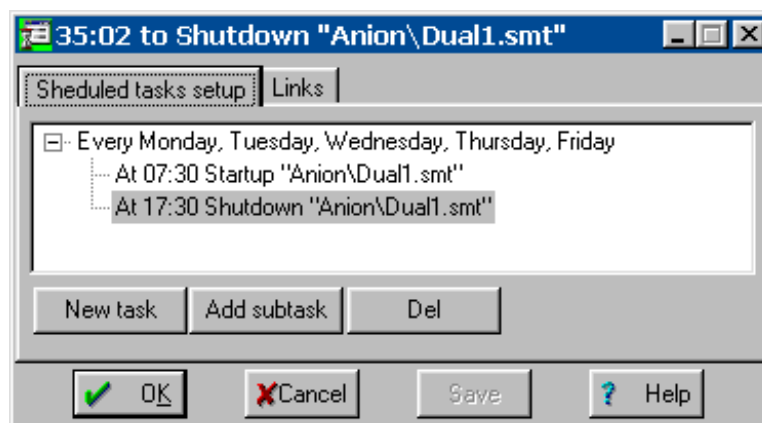 35:02 to Shutdown "Anion\Dual1.smt"
Sheduled tasks setup Links
Every Monday, Tuesday, Wednesday, Thursday, Friday
At 07:30 Startup "Anion\Dual1.smt"
At 17:30 Shutdown "Anion\Dual1.smt"
New task Add subtask Del
OK Cancel Save Help